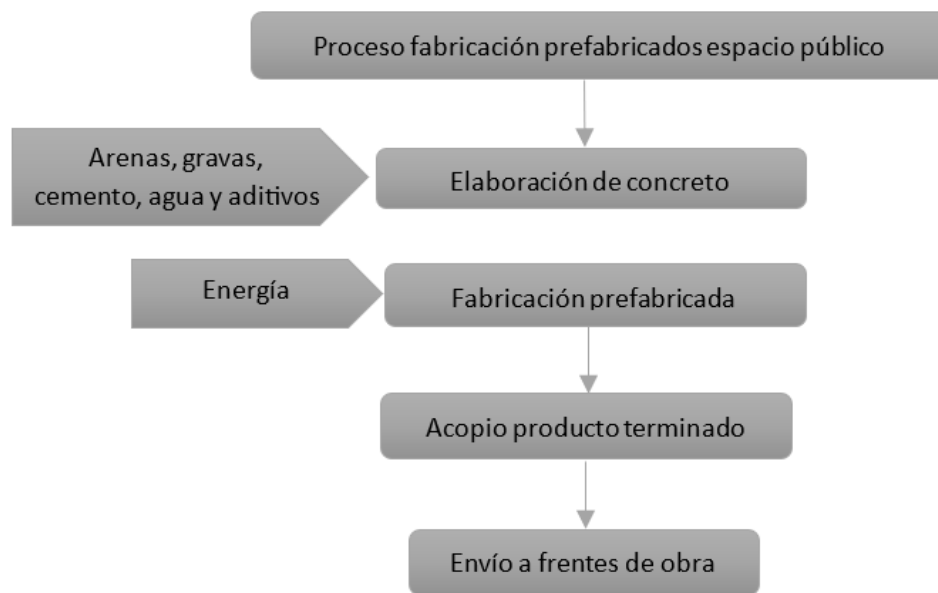 Proceso fabricación prefabricados espacio público
Arenas, gravas,
cemento, agua y aditivos
Elaboración de concreto
Energía
Fabricación prefabricada
Acopio producto terminado
Envío a frentes de obra